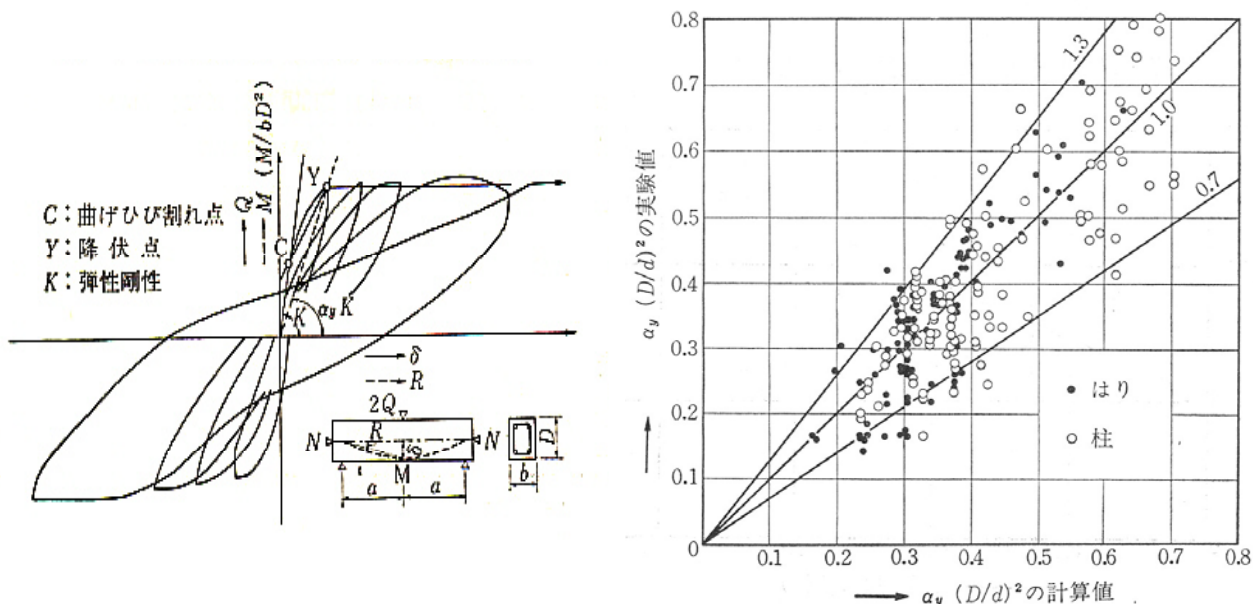 Q
M (M/bD²)
Y
C
C：曲げひび割れ点
Y：降伏点
K：弾性剛性
K
αyK
δ
R
2Q
N
R
δ
N
M
a
a
b
D
αy (D/d)²の実験値
0.8
0.7
0.6
0.5
0.4
0.3
0.2
0.1
0
1.3
1.0
0.7
はり
柱
0.1 0.2 0.3 0.4 0.5 0.6 0.7 0.8
αy (D/d)²の計算値